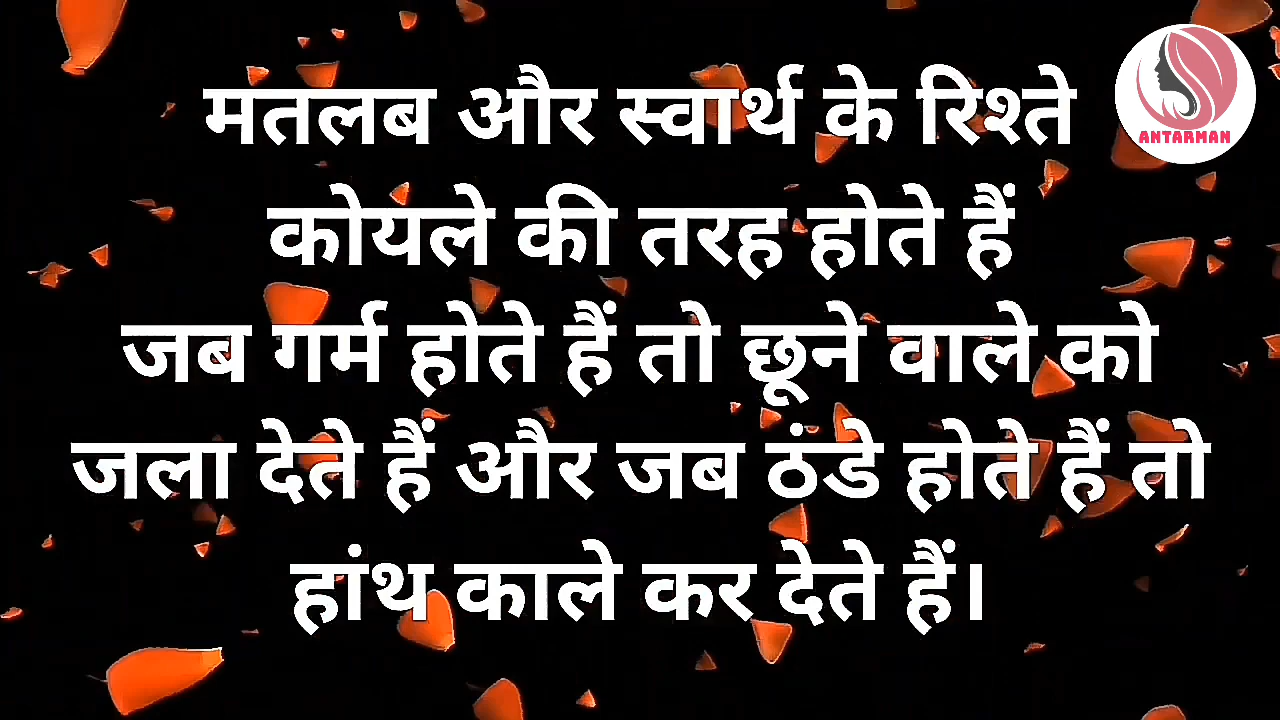 मतलब और स्वार्थ के रिश्ते
ANTARMAN
कोयले की तरह होते हैं
जब गर्म होते हैं तो छूने वाले को
जला देते हैं और जब ठंडे होते हैं तो
हांथ काले कर देते हैं।